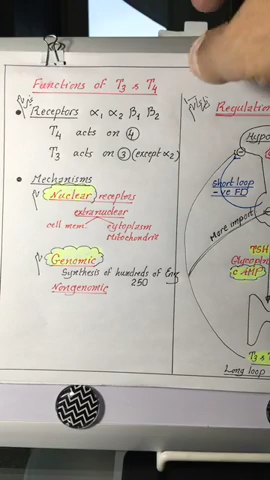 Functions of T3 & T4
Receptors α1 α2 β1 β2
T4 acts on 4
T3 acts on 3 (except α2)
Mechanisms
Nuclear receptors
extranuclear
cell mem. cytoplasm
Mitochondria
Genomic
Synthesis of hundreds of
250
Nongenomic
Regulation
Hypo
short loop
-ve FD
More import
TSH
Glycoprn
cAMP
T3 &
Long loop